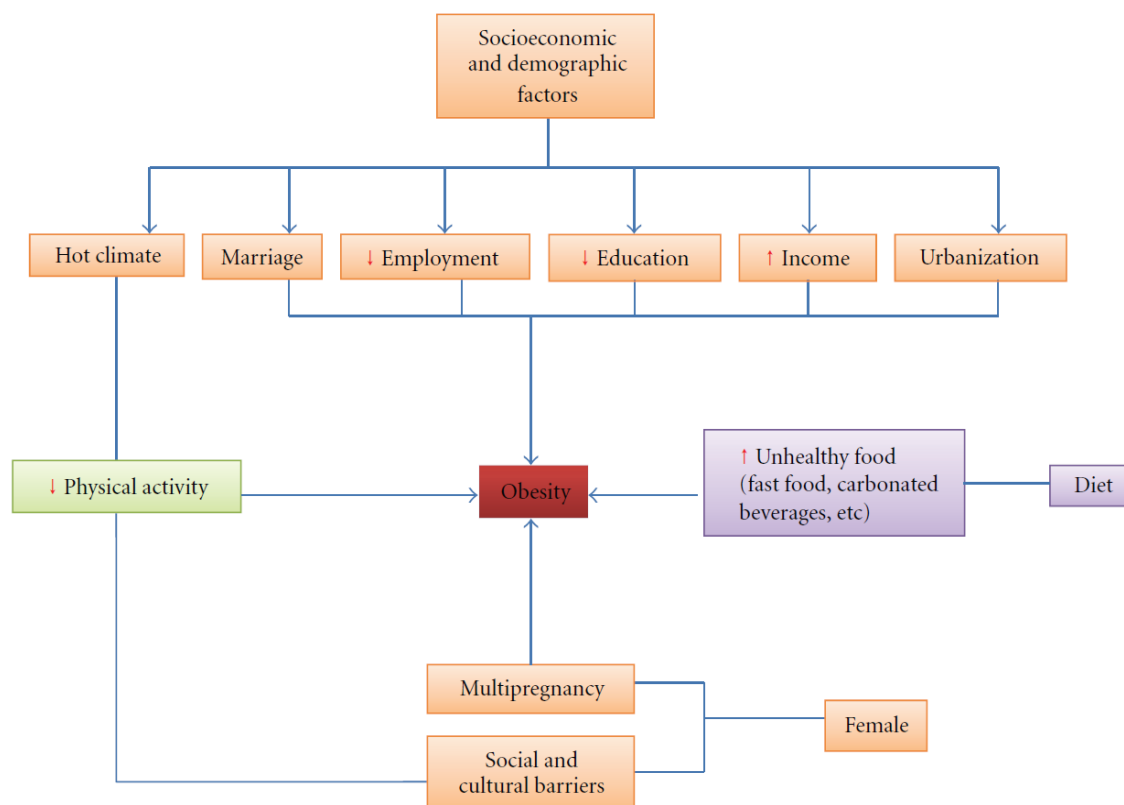 Socioeconomic
and demographic
factors
Hot climate
Marriage
↓ Employment
↓ Education
↑ Income
Urbanization
↓ Physical activity
Obesity
↑ Unhealthy food
(fast food, carbonated
beverages, etc)
Diet
Multipregnancy
Female
Social and
cultural barriers